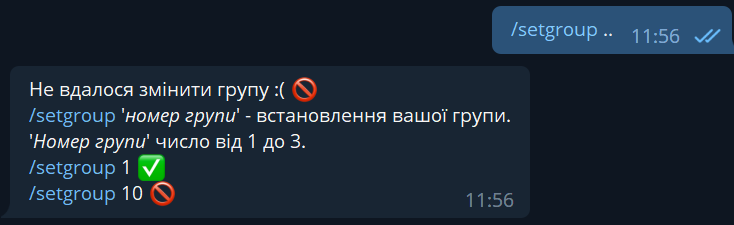 /setgroup .. 11:56
Не вдалося змінити групу :( 🚫
/setgroup 'номер групи' - встановлення вашої групи.
'Номер групи' число від 1 до 3.
/setgroup 1 ✅
/setgroup 10 🚫
11:56